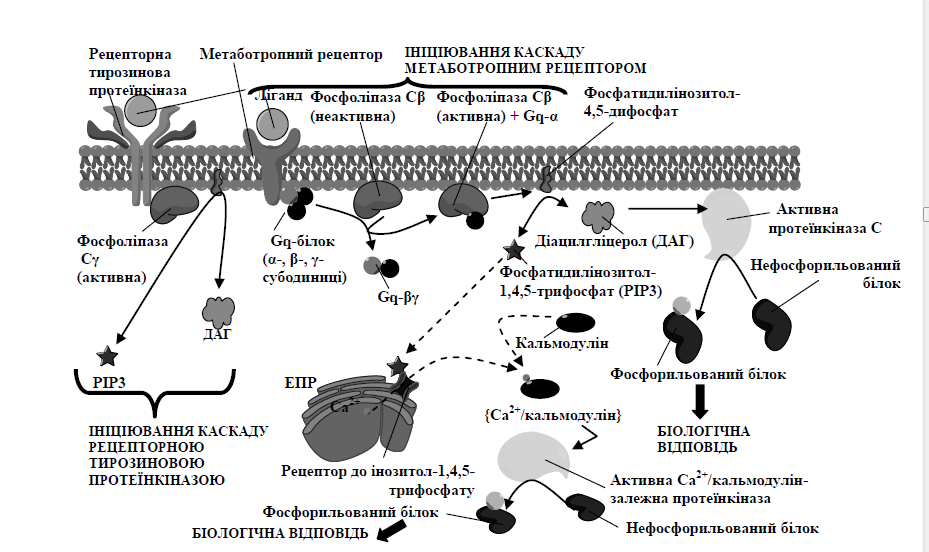 Рецепторна
тирозинова
протеїнкіназа
Метаботропний рецептор
ІНІЦІЮВАННЯ КАСКАДУ
МЕТАБОТРОПНИМ РЕЦЕПТОРОМ
Ліганд
Фосфоліпаза Сβ
(неактивна)
Фосфоліпаза Сβ
(активна) + Gq-α
Фосфатидилінозитол-
4,5-дифосфат
Фосфоліпаза
Сγ
(активна)
Gq-білок
(α-, β-, γ-
субодиниці)
Gq-βγ
Діацилгліцерол (ДАГ)
Активна
протеїнкіназа С
Фосфатидилінозитол-
1,4,5-трифосфат (PIP3)
Нефосфорильований
білок
ДАГ
PIP3
Кальмодулін
Фосфорильований білок
ЕПР
Ca2+
{Ca2+/кальмодулін}
БІОЛОГІЧНА
ВІДПОВІДЬ
ІНІЦІЮВАННЯ КАСКАДУ
РЕЦЕПТОРНОЮ
ТИРОЗИНОВОЮ
ПРОТЕЇНКІНАЗОЮ
Рецептор до інозитол-1,4,5-
трифосфату
Активна Ca2+/кальмодулін-
залежна протеїнкіназа
Фосфорильований білок
Нефосфорильований білок
БІОЛОГІЧНА ВІДПОВІДЬ